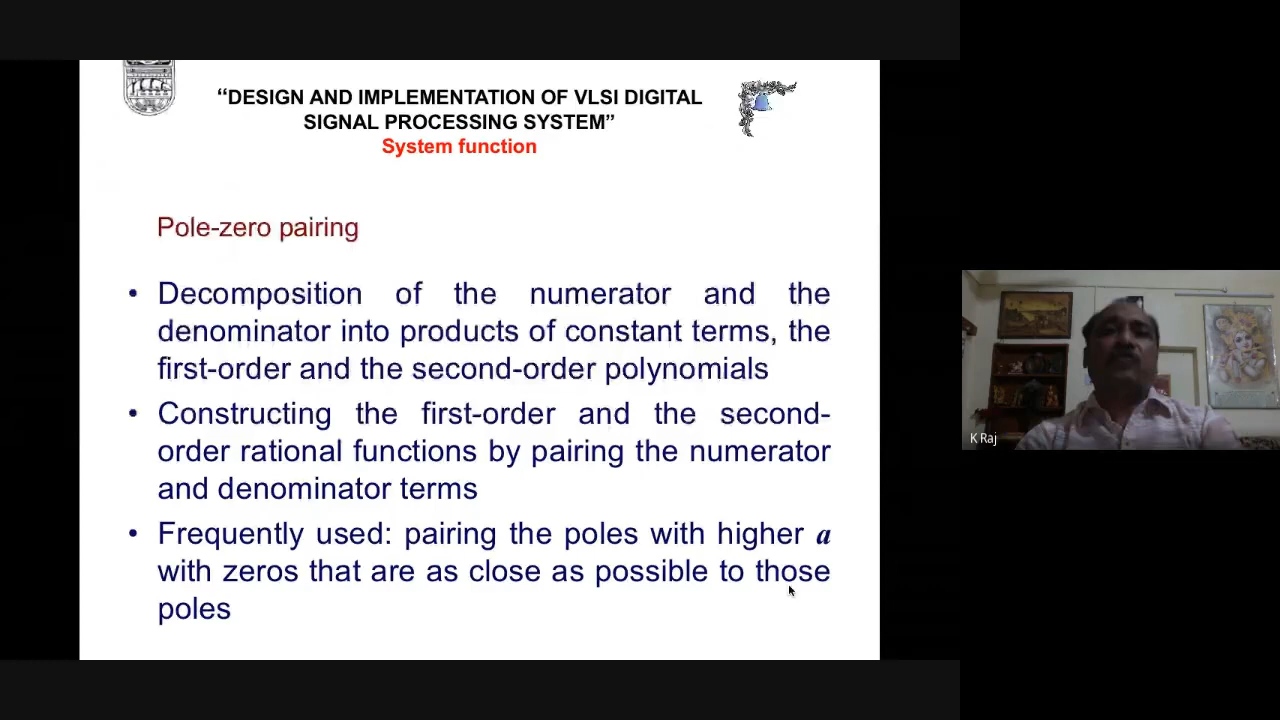 “DESIGN AND IMPLEMENTATION OF VLSI DIGITAL
SIGNAL PROCESSING SYSTEM”
System function
Pole-zero pairing
• Decomposition of the numerator and the
denominator into products of constant terms, the
first-order and the second-order polynomials
• Constructing the first-order and the second-
order rational functions by pairing the numerator
and denominator terms
• Frequently used: pairing the poles with higher a
with zeros that are as close as possible to those
poles
K Raj